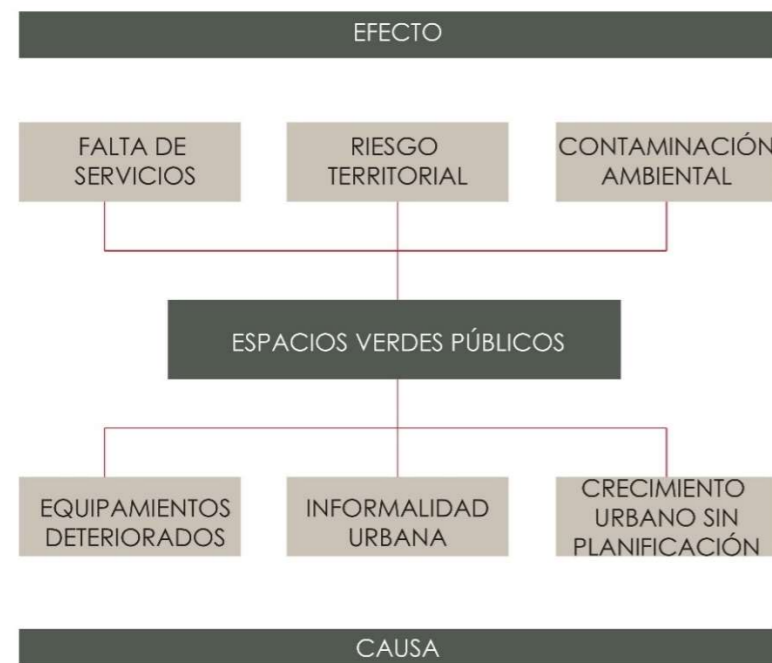 EFECTO
FALTA DE
SERVICIOS
RIESGO
TERRITORIAL
CONTAMINACIÓN
AMBIENTAL
ESPACIOS VERDES PÚBLICOS
EQUIPAMIENTOS
DETERIORADOS
INFORMALIDAD
URBANA
CRECIMIENTO
URBANO SIN
PLANIFICACIÓN
CAUSA